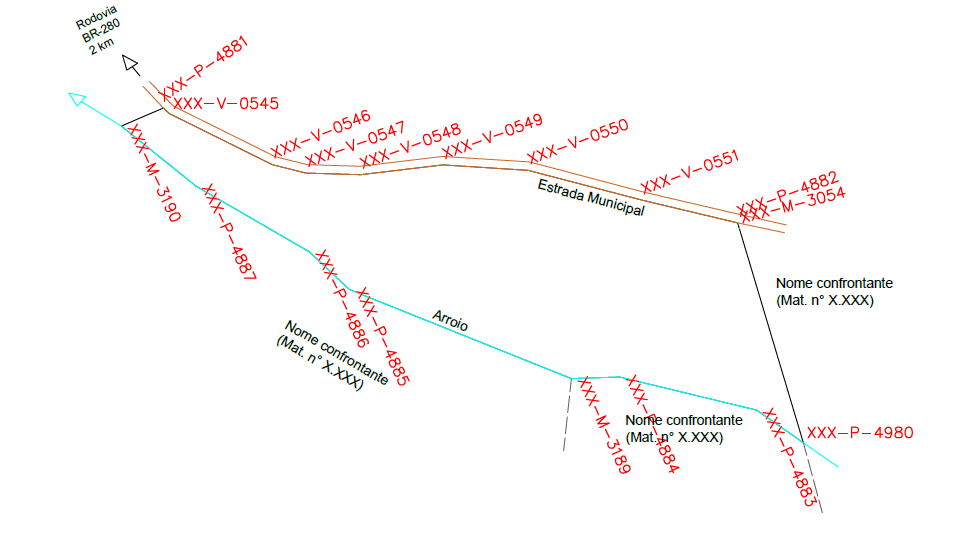 Rodovia
BR-280
2 km
XXX-P-4881
XXX-V-0545
XXX-V-0546
XXX-V-0547
XXX-V-0548
XXX-V-0549
XXX-V-0550
XXX-V-0551
XXX-P-4882
XXX-M-3054
Estrada Municipal
XXX-M-3190
XXX-P-4887
XXX-P-4886
XXX-P-4885
Arroio
Nome confrontante
(Mat. n° X.XXX)
Nome confrontante
(Mat. n° X.XXX)
XXX-M-3189
XXX-P-4884
Nome confrontante
(Mat. n° X.XXX)
XXX-P-4883
XXX-P-4980